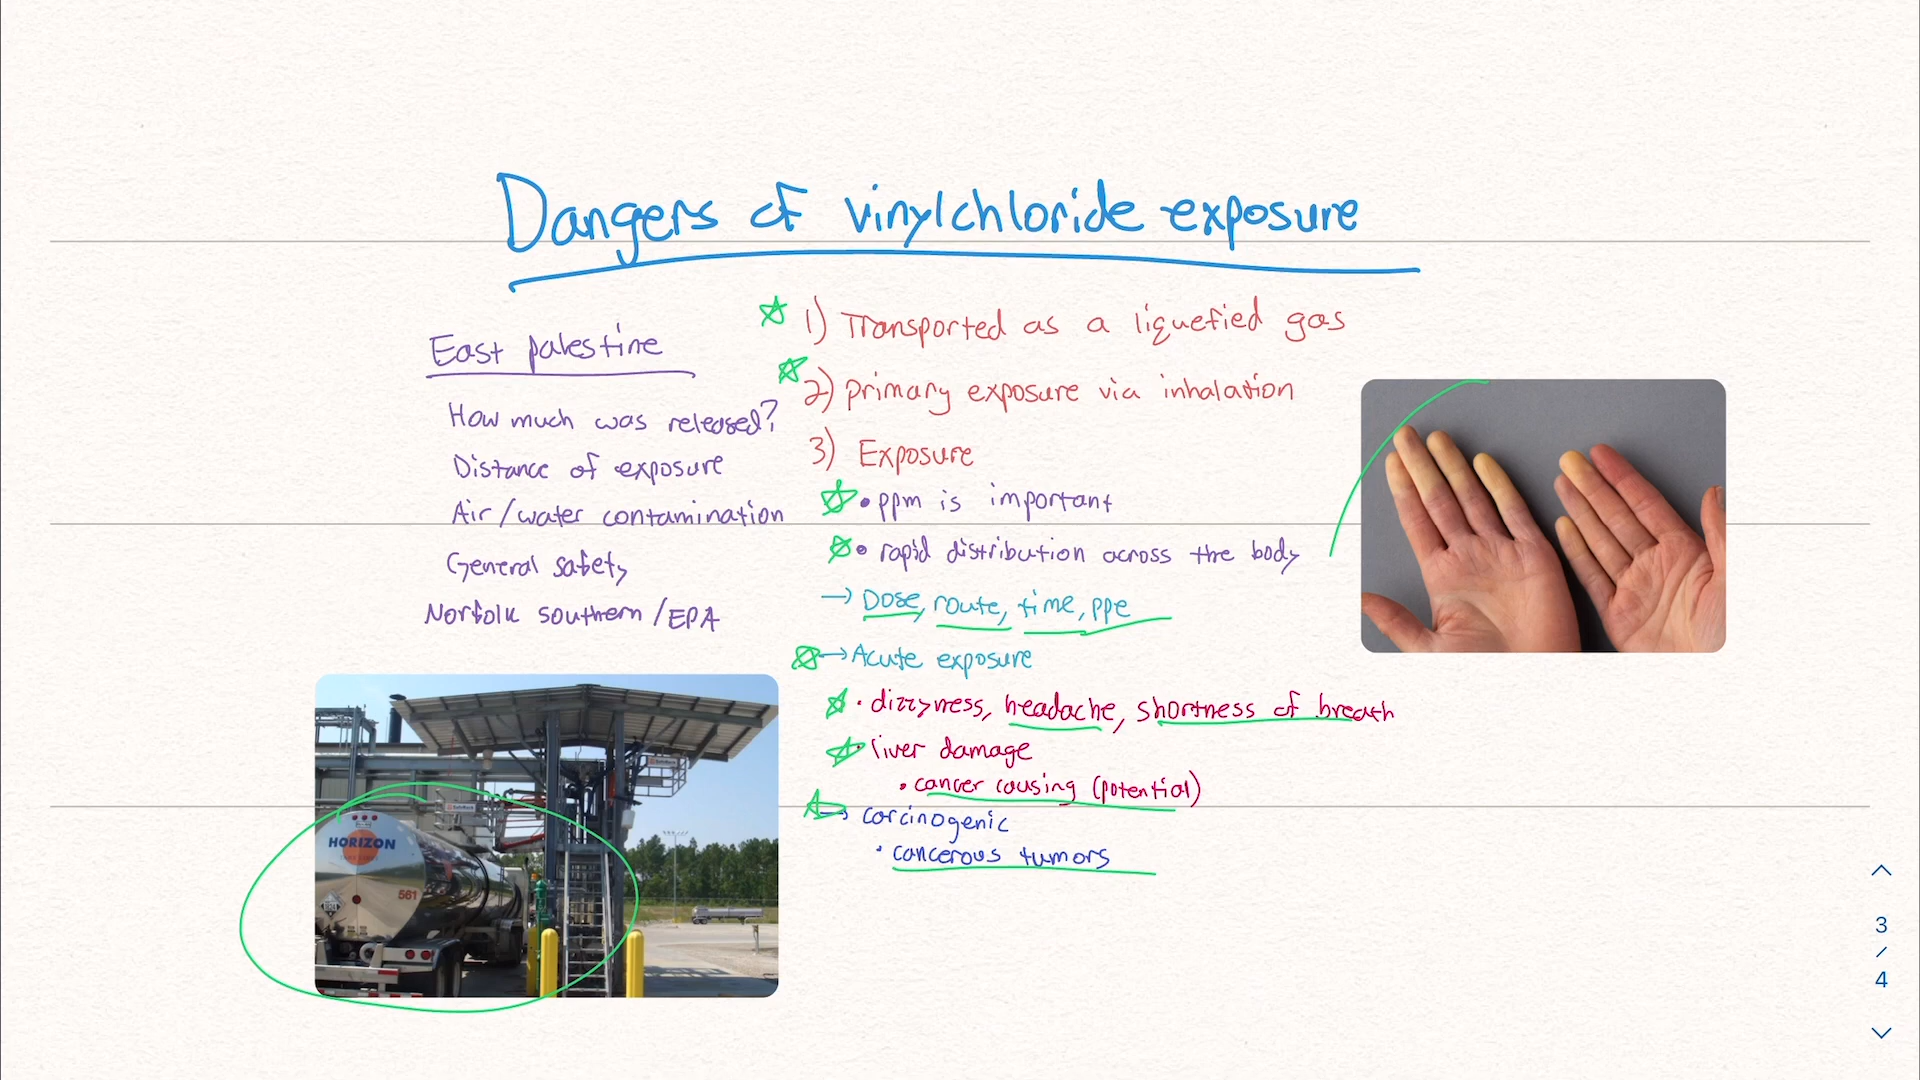 Dangers of vinylchloride exposure
East palestine
How much was released?
Distance of exposure
Air/water contamination
General safety
Norfolk southern/EPA
1) Transported as a liquefied gas
2) primary exposure via inhalation
3) Exposure
• ppm is important
• rapid distribution across the body
→ Dose, route, time, ppe
→ Acute exposure
• dizzyness, headache, shortness of breath
• liver damage
• cancer causing (potential)
→ carcinogenic
• cancerous tumors
HORIZON
561
3
/
4